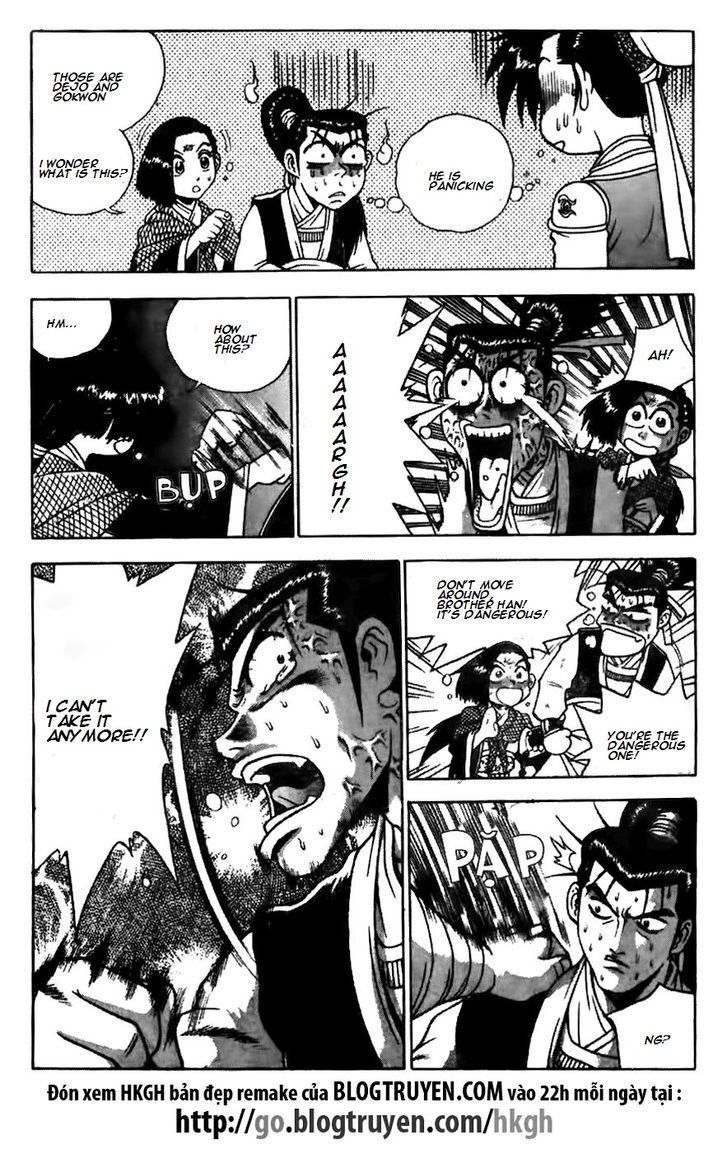 THOSE ARE
DEJO AND
GOKWON
I WONDER
WHAT IS THIS?
HE IS
PANICKING
HM...
HOW
ABOUT
THIS?
BỤP
AAAAAAARGH!!
AH!
I CAN'T
TAKE IT
ANYMORE!!
DON'T MOVE
AROUND,
BROTHER HAN!
IT'S DANGEROUS!
YOU'RE THE
DANGEROUS
ONE!
PẶP
NG?
Đón xem HKGH bản đẹp remake của BLOGTRUYEN.COM vào 22h mỗi ngày tại :
http://go.blogtruyen.com/hkgh